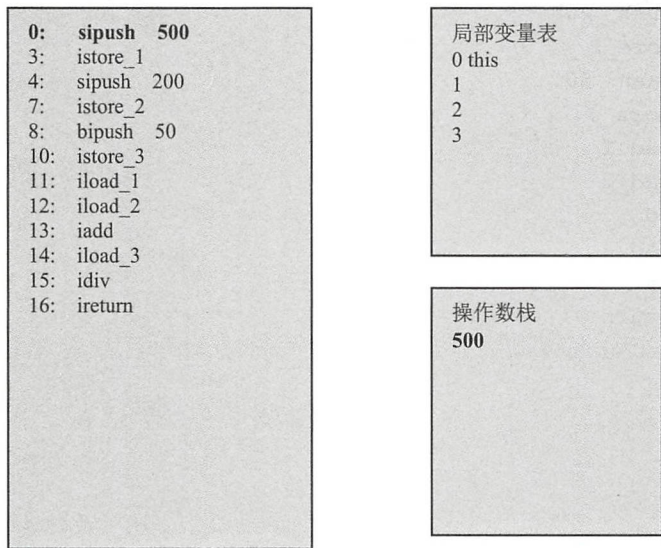 0: sipush 500
3: istore_1
4: sipush 200
7: istore_2
8: bipush 50
10: istore_3
11: iload_1
12: iload_2
13: iadd
14: iload_3
15: idiv
16: ireturn
局部变量表
0 this
1
2
3
操作数栈
500